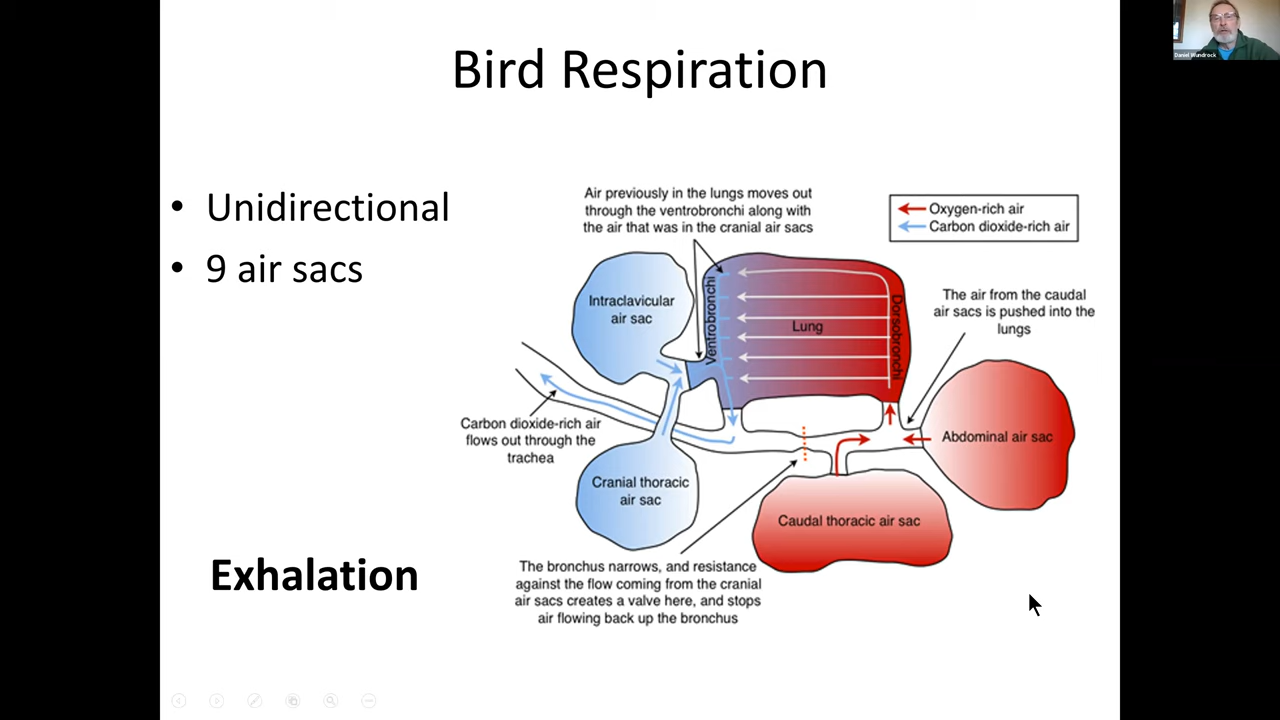 Bird Respiration
Daniel Wundrock
• Unidirectional
• 9 air sacs
Exhalation
Air previously in the lungs moves out
through the ventrobronchi along with
the air that was in the cranial air sacs
Oxygen-rich air
Carbon dioxide-rich air
Intraclavicular
air sac
Ventrobronchi
Lung
Dorsobronchi
The air from the caudal
air sacs is pushed into the
lungs
Carbon dioxide-rich air
flows out through the
trachea
Cranial thoracic
air sac
Abdominal air sac
Caudal thoracic air sac
The bronchus narrows, and resistance
against the flow coming from the cranial
air sacs creates a valve here, and stops
air flowing back up the bronchus